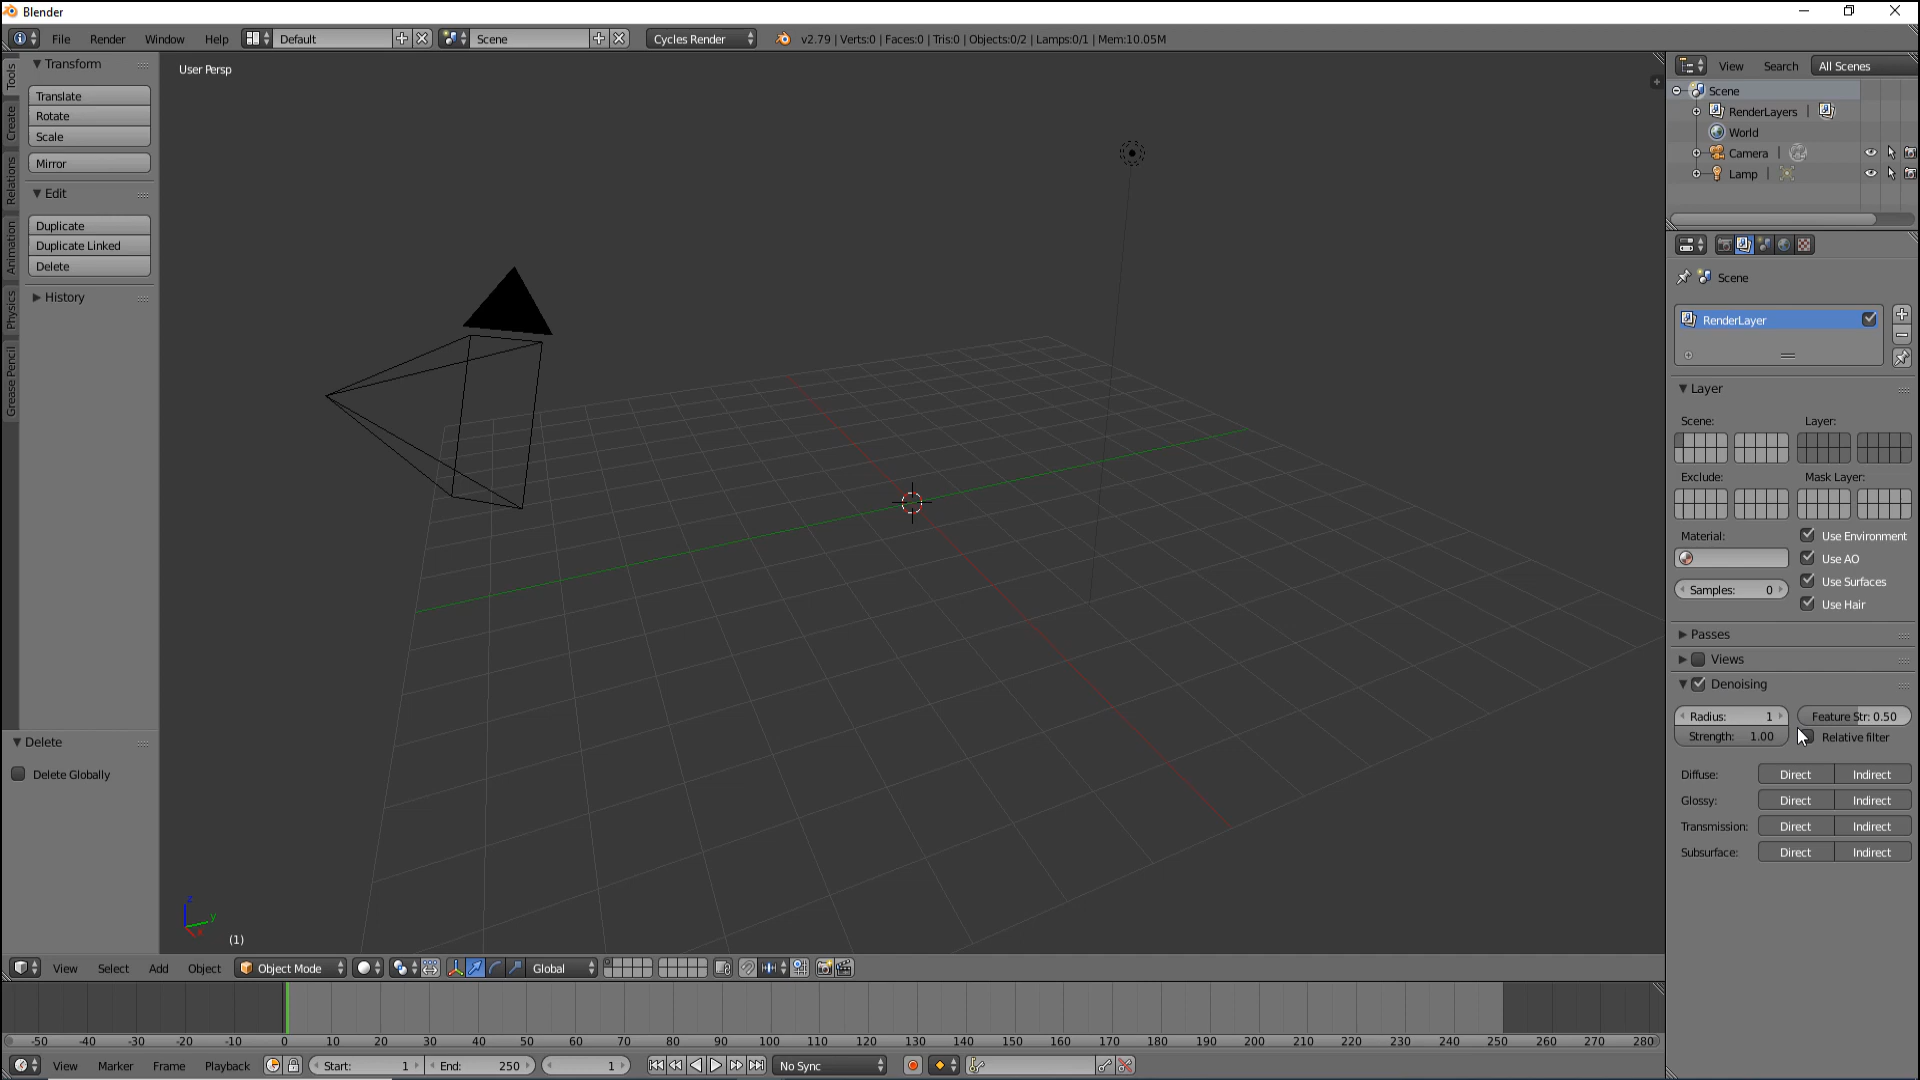 Blender
File Render Window Help Default Scene Cycles Render v2.79 | Verts:0 | Faces:0 | Tris:0 | Objects:0/2 | Lamps:0/1 | Mem:10.05M
Tools
Create
Relations
Animation
Physics
Grease Pencil
Transform
Translate
Rotate
Scale
Mirror
Edit
Duplicate
Duplicate Linked
Delete
History
Delete
Delete Globally
User Persp
z
y
x
(1)
View Search All Scenes
Scene
RenderLayers |
World
Camera |
Lamp |
Scene
RenderLayer
Layer
Scene: Layer:
Exclude: Mask Layer:
Material: Use Environment
Use AO
Use Surfaces
Samples: 0
Use Hair
Passes
Views
Denoising
Radius: 1 Feature Str: 0.50
Strength: 1.00 Relative filter
Diffuse: Direct Indirect
Glossy: Direct Indirect
Transmission: Direct Indirect
Subsurface: Direct Indirect
View Select Add Object Object Mode Global
-50 -40 -30 -20 -10 0 10 20 30 40 50 60 70 80 90 100 110 120 130 140 150 160 170 180 190 200 210 220 230 240 250 260 270 280
View Marker Frame Playback Start: 1 End: 250 1 No Sync